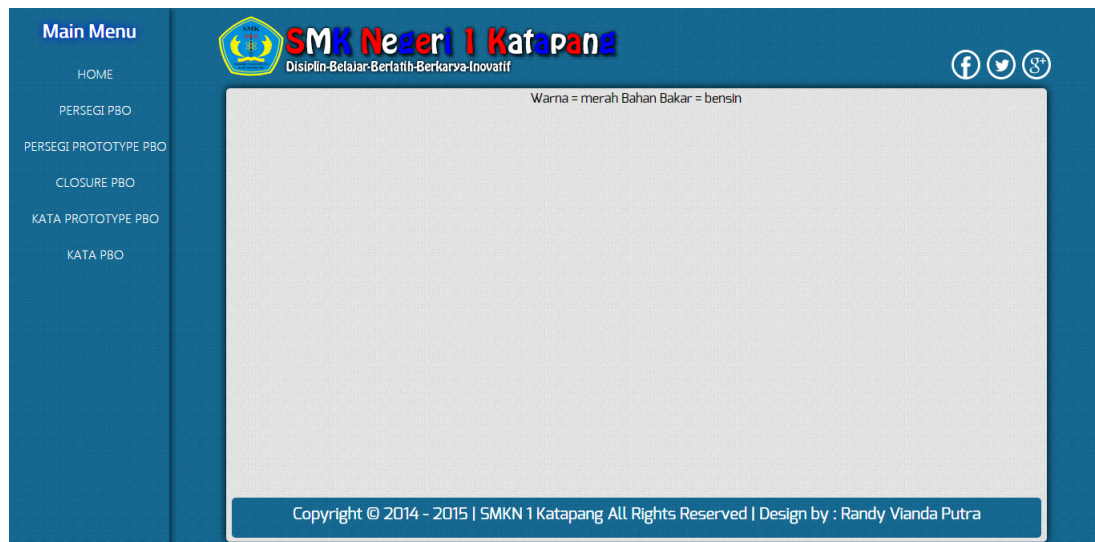 Main Menu
HOME
PERSEGI PBO
PERSEGI PROTOTYPE PBO
CLOSURE PBO
KATA PROTOTYPE PBO
KATA PBO
SMK
SMK Negeri 1 Katapang
Disiplin-Belajar-Berlatih-Berkarya-Inovatif
Warna = merah Bahan Bakar = bensin
Copyright © 2014 - 2015 | SMKN 1 Katapang All Rights Reserved | Design by : Randy Vianda Putra